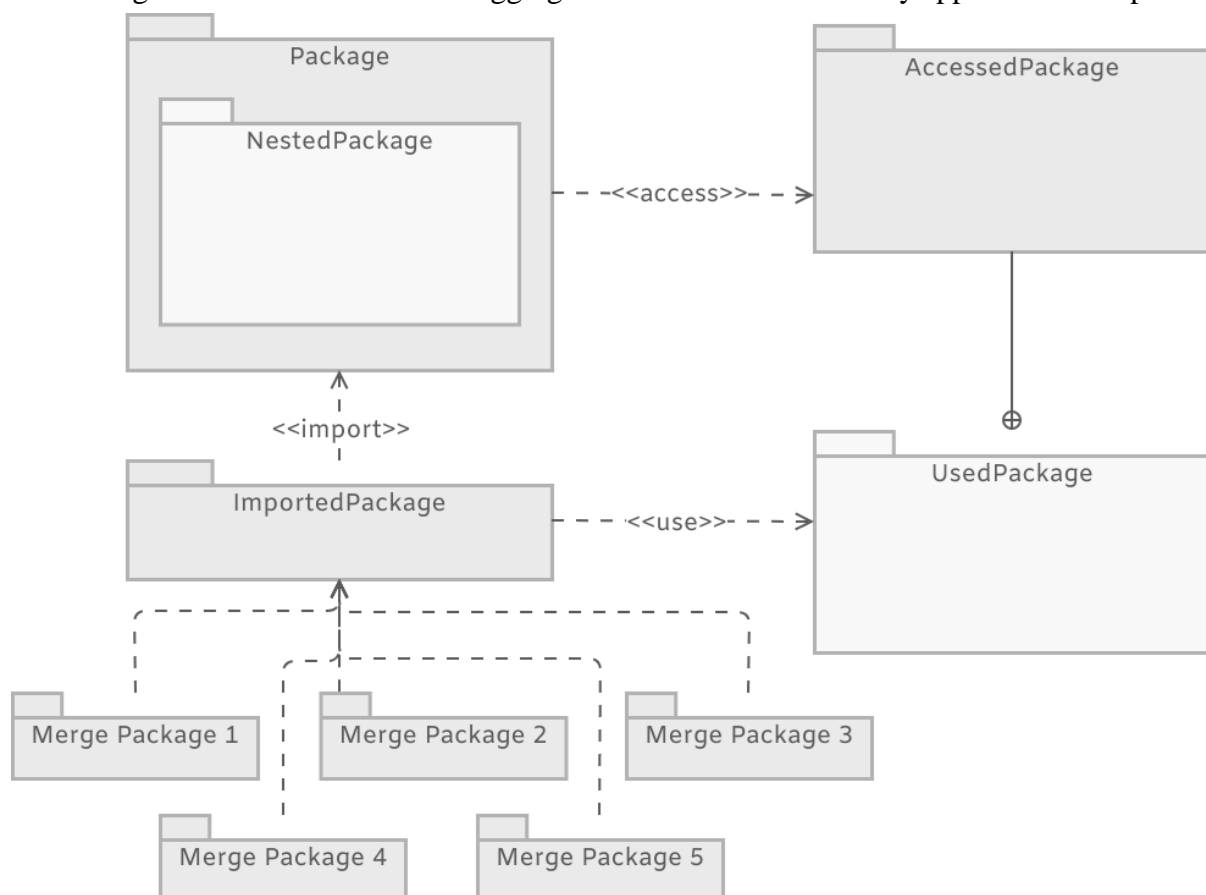 Package
AccessedPackage
NestedPackage
<<access>>
<<import>>
ImportedPackage
UsedPackage
<<use>>
Merge Package 1
Merge Package 2
Merge Package 3
Merge Package 4
Merge Package 5